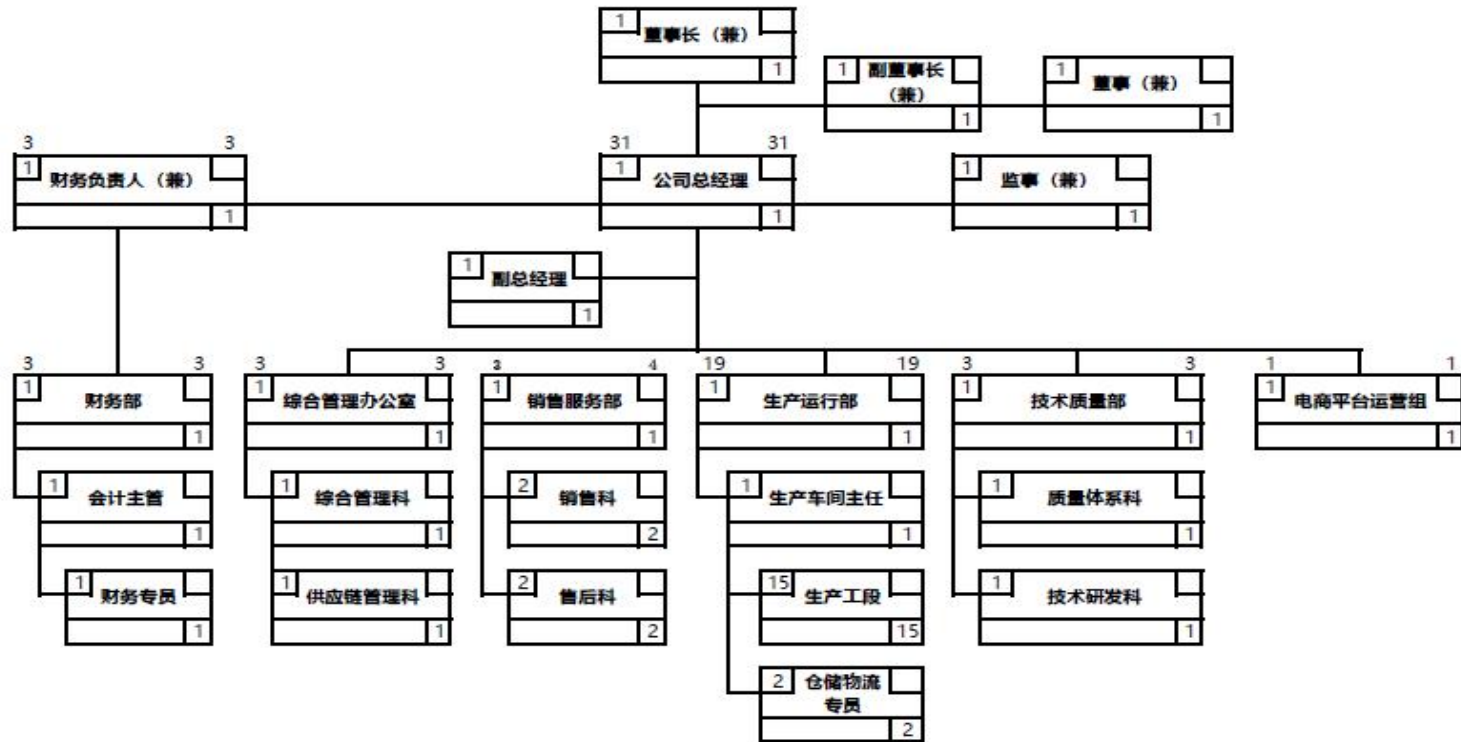 1 董事长（兼）
1
1 副董事长
（兼）
1
1 董事（兼）
1
3 3
1 财务负责人（兼）
1
31 31
1 公司总经理
1
1 监事（兼）
1
1 副总经理
1
3 3
1 财务部
1
3 3
1 综合管理办公室
1
4
1 销售服务部
1
19 19
1 生产运行部
1
3 3
1 技术质量部
1
1 1
1 电商平台运营组
1
1 会计主管
1
1 综合管理科
1
2 销售科
2
1 生产车间主任
1
1 质量体系科
1
1 财务专员
1
1 供应链管理科
1
2 售后科
2
15 生产工段
15
1 技术研发科
1
2 仓储物流
专员
2